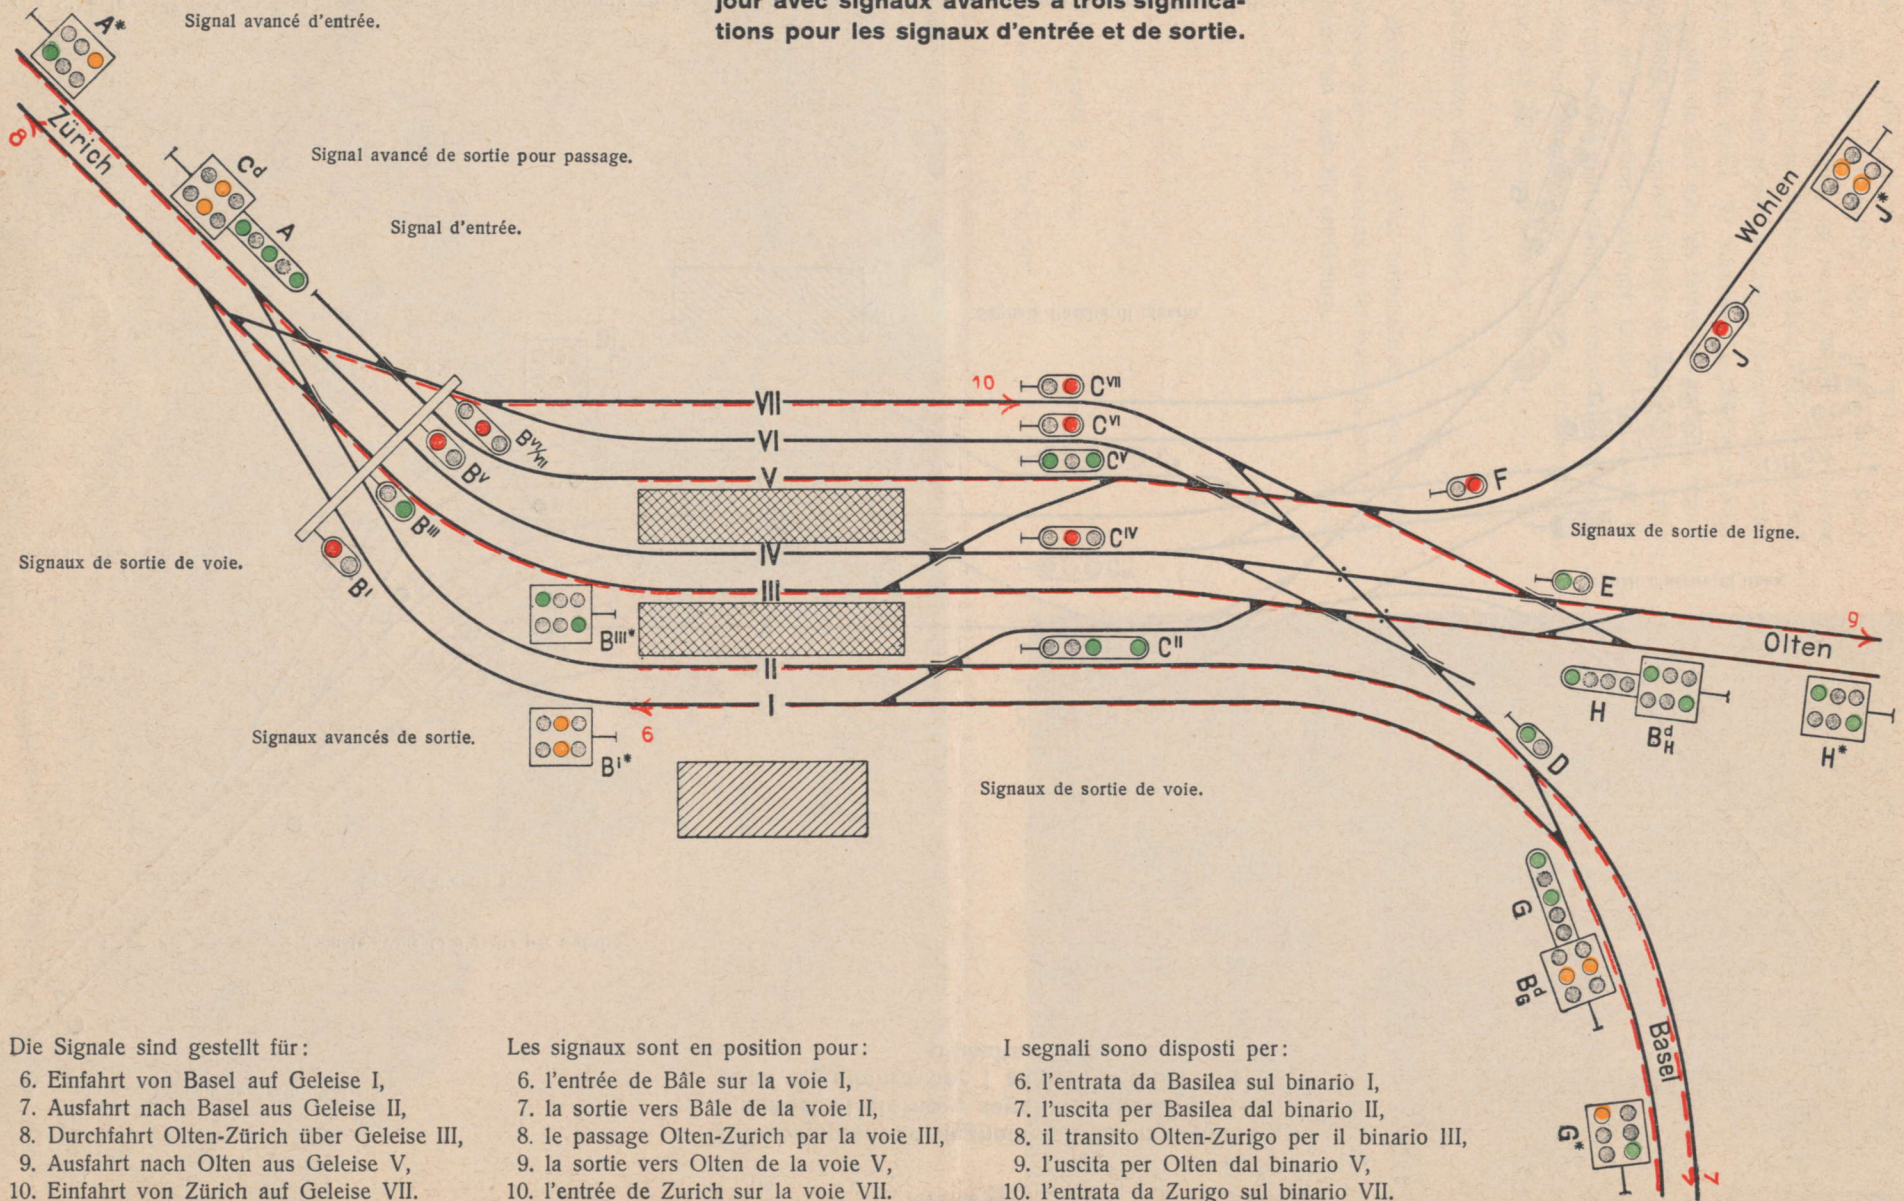 jour avec signaux avancés à trois significa-
tions pour les signaux d'entrée et de sortie.
A*
Signal avancé d'entrée.
8
Zürich
Cᵈ
Signal avancé de sortie pour passage.
A
Signal d'entrée.
Wohlen
J*
J
VII
10
Cⱽᴵᴵ
VI
Cⱽᴵ
V
Cⱽ
Bⱽᴵ/ⱽᴵᴵ
Bⱽ
Bᴵᴵᴵ
Bᴵ
F
Signaux de sortie de ligne.
IV
Cᴵⱽ
Signaux de sortie de voie.
III
E
Bᴵᴵᴵ*
9
Olten
II
Cᴵᴵ
H
Bᵈ
H
H*
I
6
Signaux avancés de sortie.
Bᴵ*
D
Signaux de sortie de voie.
G
Bᵈ
G
Basel
G*
7
Die Signale sind gestellt für:
6. Einfahrt von Basel auf Geleise I,
7. Ausfahrt nach Basel aus Geleise II,
8. Durchfahrt Olten-Zürich über Geleise III,
9. Ausfahrt nach Olten aus Geleise V,
10. Einfahrt von Zürich auf Geleise VII.
Les signaux sont en position pour:
6. l'entrée de Bâle sur la voie I,
7. la sortie vers Bâle de la voie II,
8. le passage Olten-Zurich par la voie III,
9. la sortie vers Olten de la voie V,
10. l'entrée de Zurich sur la voie VII.
I segnali sono disposti per:
6. l'entrata da Basilea sul binario I,
7. l'uscita per Basilea dal binario II,
8. il transito Olten-Zurigo per il binario III,
9. l'uscita per Olten dal binario V,
10. l'entrata da Zurigo sul binario VII.